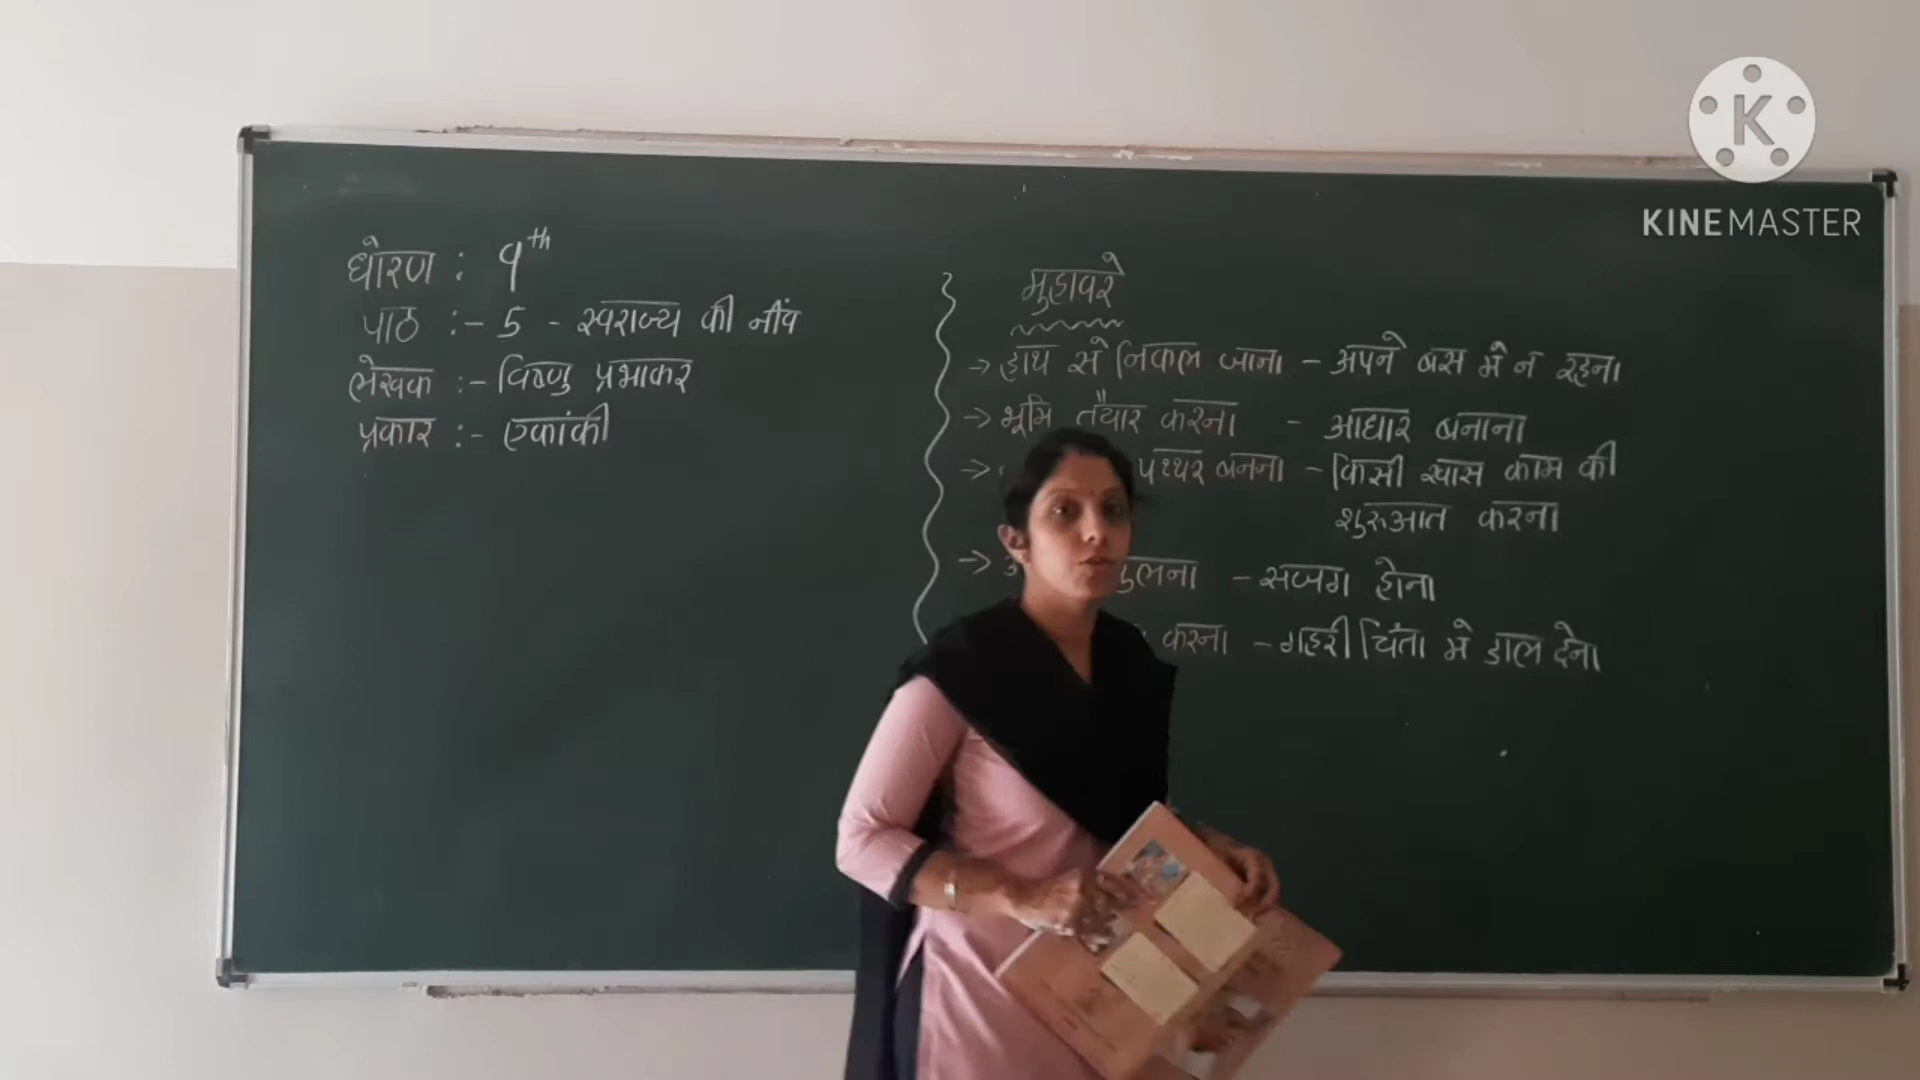 धोरण : 9th
पाठ :- 5 - स्वराज्य की नींव
लेखक :- विष्णु प्रभाकर
प्रकार :- एकांकी
मुहावरे
→ हाथ से निकल जाना - अपने बस में न रहना
→ भूमि तैयार करना - आधार बनाना
→ पत्थर बनना - किसी खास काम की
शुरुआत करना
→ - सजग होना
करना - गहरी चिंता में डाल देना
K
KINEMASTER